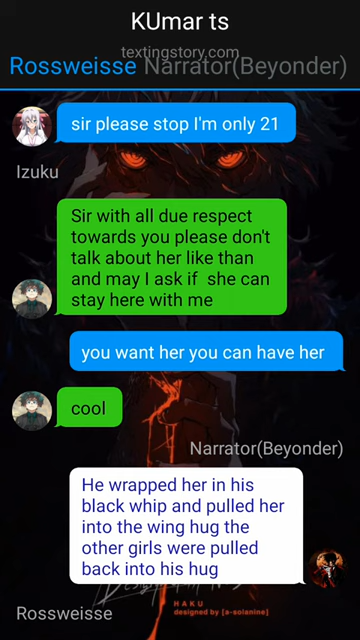 KUmar ts
textingstory.com
Rossweisse Narrator(Beyonder)
sir please stop I'm only 21
Izuku
Sir with all due respect
towards you please don't
talk about her like than
and may I ask if she can
stay here with me
you want her you can have her
cool
Narrator(Beyonder)
He wrapped her in his
black whip and pulled her
into the wing hug the
other girls were pulled
back into his hug
HAKU
designed by [a-solanine]
Rossweisse